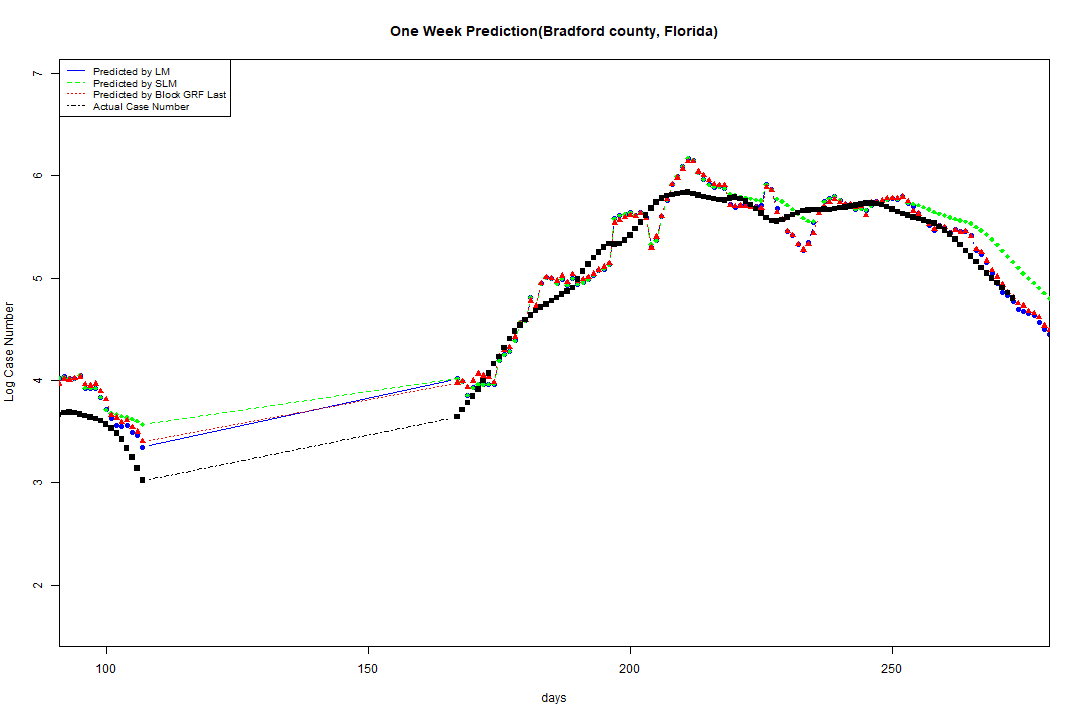 One Week Prediction(Bradford county, Florida)
Predicted by LM
Predicted by SLM
Predicted by Block GRF Last
Actual Case Number
7
6
5
4
3
2
Log Case Number
100 150 200 250
days